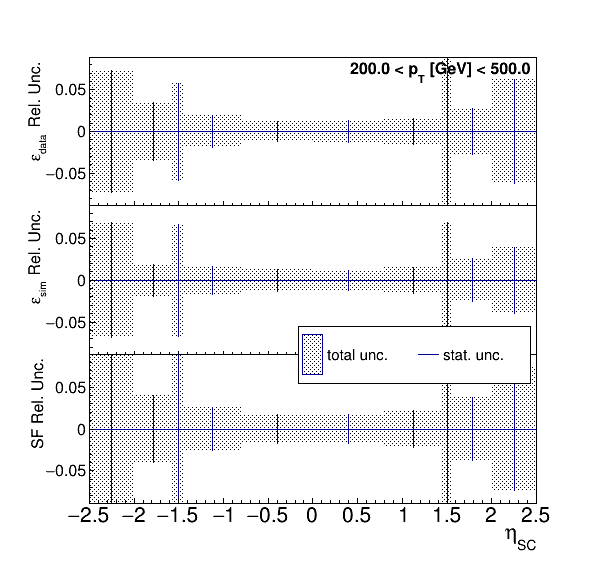 200.0 < p_T [GeV] < 500.0
ε_data Rel. Unc.
0.05
0
−0.05
ε_sim Rel. Unc.
0.05
0
−0.05
total unc.
stat. unc.
SF Rel. Unc.
0.05
0
−0.05
−2.5 −2 −1.5 −1 −0.5 0 0.5 1 1.5 2 2.5
η_SC